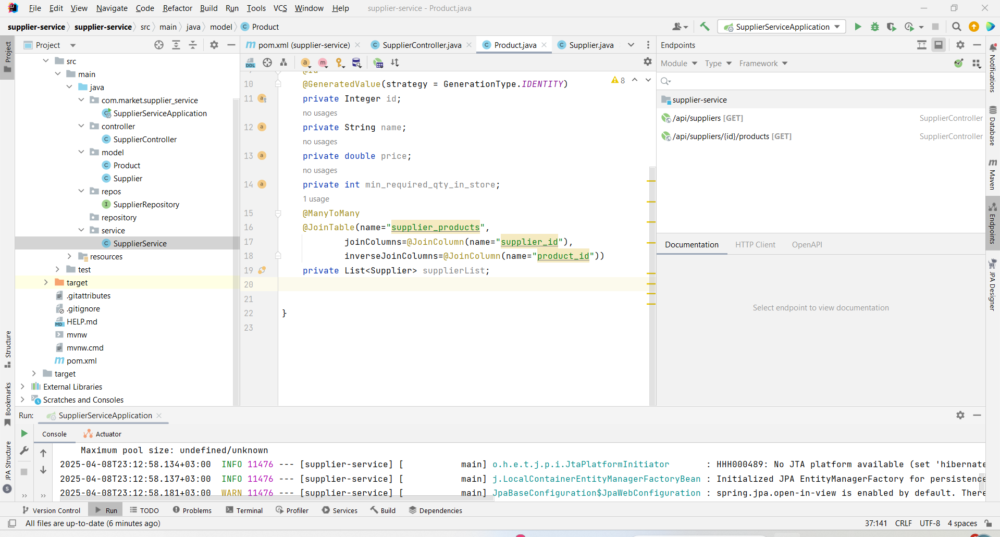 File Edit View Navigate Code Refactor Build Run Tools VCS Window Help supplier-service - Product.java
supplier-service supplier-service src main java model Product
SupplierServiceApplication
Project
pom.xml (supplier-service)
SupplierController.java
Product.java
Supplier.java
src
main
java
com.market.supplier_service
SupplierServiceApplication
controller
SupplierController
model
Product
Supplier
repos
SupplierRepository
repository
service
SupplierService
resources
test
target
.gitattributes
.gitignore
HELP.md
mvnw
mvnw.cmd
pom.xml
target
External Libraries
Scratches and Consoles
8
10 @GeneratedValue(strategy = GenerationType.IDENTITY)
11 private Integer id;
no usages
12 private String name;
no usages
13 private double price;
no usages
14 private int min_required_qty_in_store;
1 usage
15 @ManyToMany
16 @JoinTable(name="supplier_products",
17 joinColumns=@JoinColumn(name="supplier_id"),
18 inverseJoinColumns=@JoinColumn(name="product_id"))
19 private List<Supplier> supplierList;
20
21
22 }
23
Endpoints
Module Type Framework
supplier-service
/api/suppliers [GET] SupplierController
/api/suppliers/{id}/products [GET] SupplierController
Documentation HTTP Client OpenAPI
Select endpoint to view documentation
Project
Structure
Bookmarks
JPA Structure
Notifications
Database
Maven
Endpoints
JPA Designer
Run: SupplierServiceApplication
Console Actuator
Maximum pool size: undefined/unknown
2025-04-08T23:12:58.134+03:00 INFO 11476 --- [supplier-service] [ main] o.h.e.t.j.p.i.JtaPlatformInitiator : HHH000489: No JTA platform available (set 'hibernate
2025-04-08T23:12:58.137+03:00 INFO 11476 --- [supplier-service] [ main] j.LocalContainerEntityManagerFactoryBean : Initialized JPA EntityManagerFactory for persistence
2025-04-08T23:12:58.181+03:00 WARN 11476 --- [supplier-service] [ main] JpaBaseConfiguration$JpaWebConfiguration : spring.jpa.open-in-view is enabled by default. There
Version Control Run TODO Problems Terminal Profiler Services Build Dependencies
All files are up-to-date (6 minutes ago) 37:141 CRLF UTF-8 4 spaces